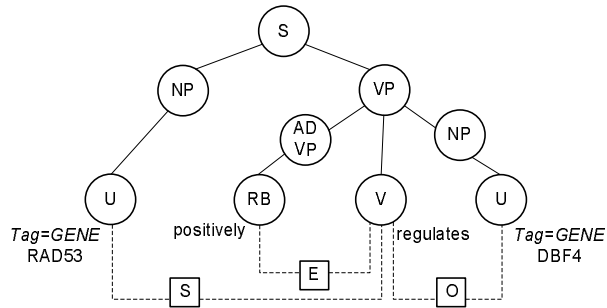 S
NP
VP
AD
VP
NP
U
RB
V
U
Tag=GENE
RAD53
positively
regulates
Tag=GENE
DBF4
E
S
O